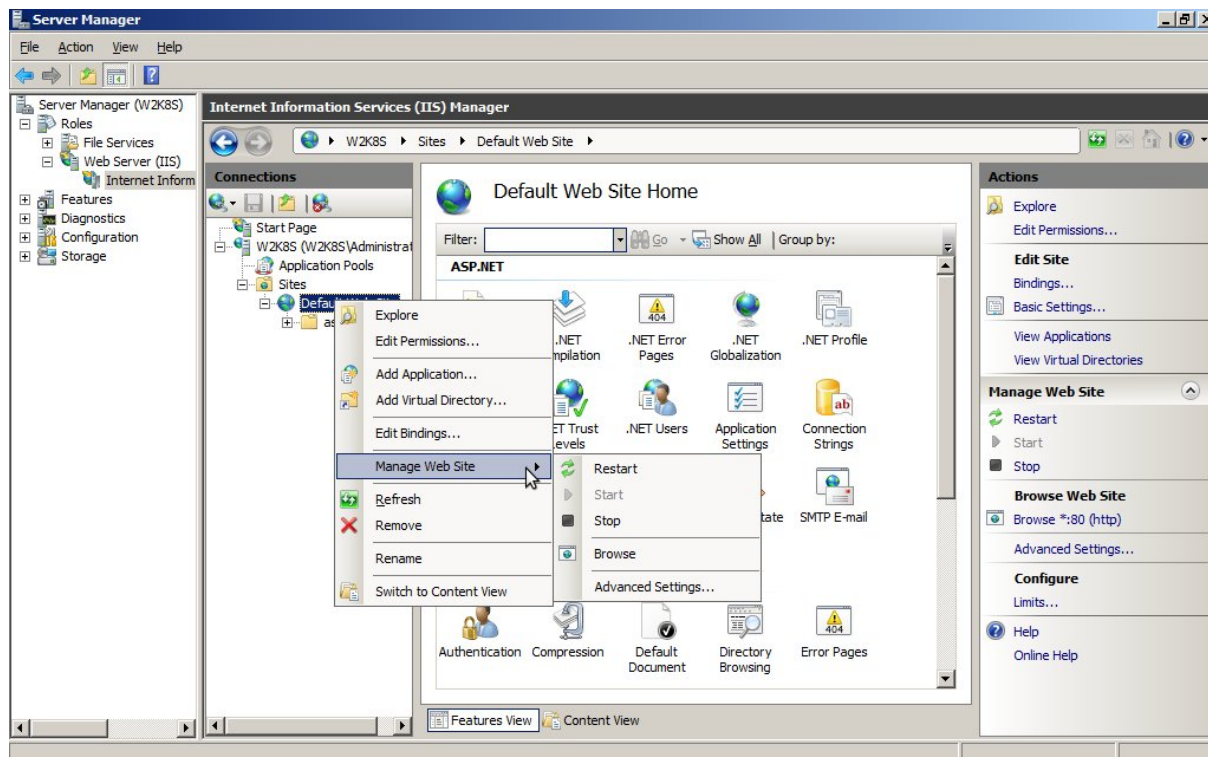 Server Manager
File Action View Help
Server Manager (W2K8S)
Roles
File Services
Web Server (IIS)
Internet Inform
Features
Diagnostics
Configuration
Storage
Internet Information Services (IIS) Manager
W2K8S Sites Default Web Site
Connections
Start Page
W2K8S (W2K8S\Administrat
Application Pools
Sites
Default Web Site
as
Explore
Edit Permissions...
Add Application...
Add Virtual Directory...
Edit Bindings...
Manage Web Site
Refresh
Remove
Rename
Switch to Content View
Restart
Start
Stop
Browse
Advanced Settings...
Default Web Site Home
Filter: Go Show All Group by:
ASP.NET
.NET
mpilation
.NET Error
Pages
.NET
Globalization
.NET Profile
ET Trust
evels
.NET Users
Application
Settings
Connection
Strings
tate
SMTP E-mail
Authentication
Compression
Default
Document
Directory
Browsing
Error Pages
Features View Content View
Actions
Explore
Edit Permissions...
Edit Site
Bindings...
Basic Settings...
View Applications
View Virtual Directories
Manage Web Site
Restart
Start
Stop
Browse Web Site
Browse *:80 (http)
Advanced Settings...
Configure
Limits...
Help
Online Help